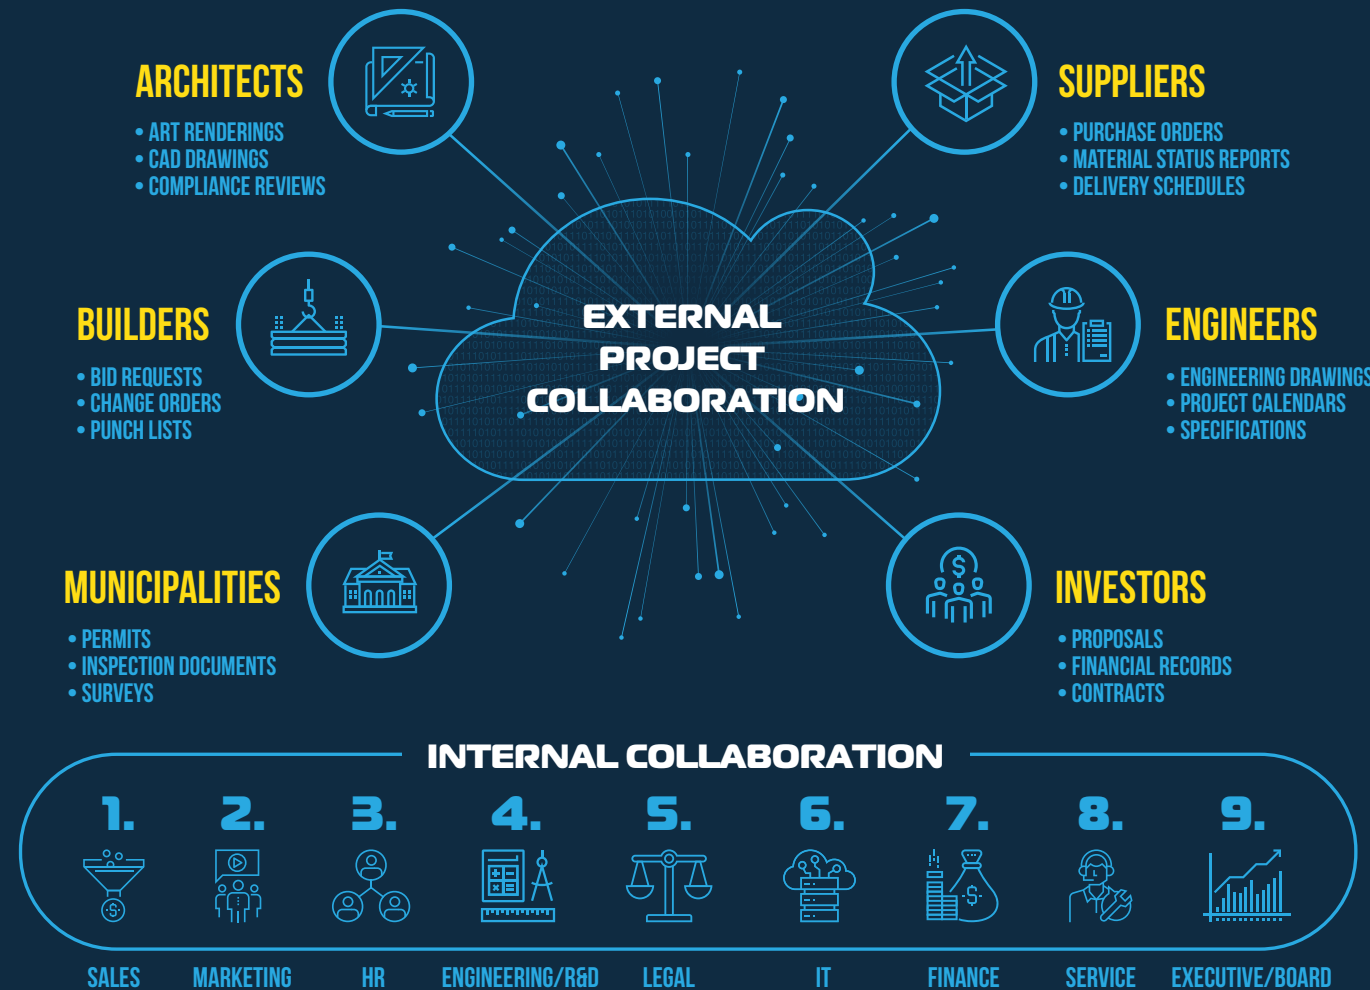 ARCHITECTS
• ART RENDERINGS
• CAD DRAWINGS
• COMPLIANCE REVIEWS
SUPPLIERS
• PURCHASE ORDERS
• MATERIAL STATUS REPORTS
• DELIVERY SCHEDULES
BUILDERS
• BID REQUESTS
• CHANGE ORDERS
• PUNCH LISTS
EXTERNAL
PROJECT
COLLABORATION
ENGINEERS
• ENGINEERING DRAWINGS
• PROJECT CALENDARS
• SPECIFICATIONS
MUNICIPALITIES
• PERMITS
• INSPECTION DOCUMENTS
• SURVEYS
INVESTORS
• PROPOSALS
• FINANCIAL RECORDS
• CONTRACTS
INTERNAL COLLABORATION
1. 2. 3. 4. 5. 6. 7. 8. 9.
SALES MARKETING HR ENGINEERING/R&D LEGAL IT FINANCE SERVICE EXECUTIVE/BOARD